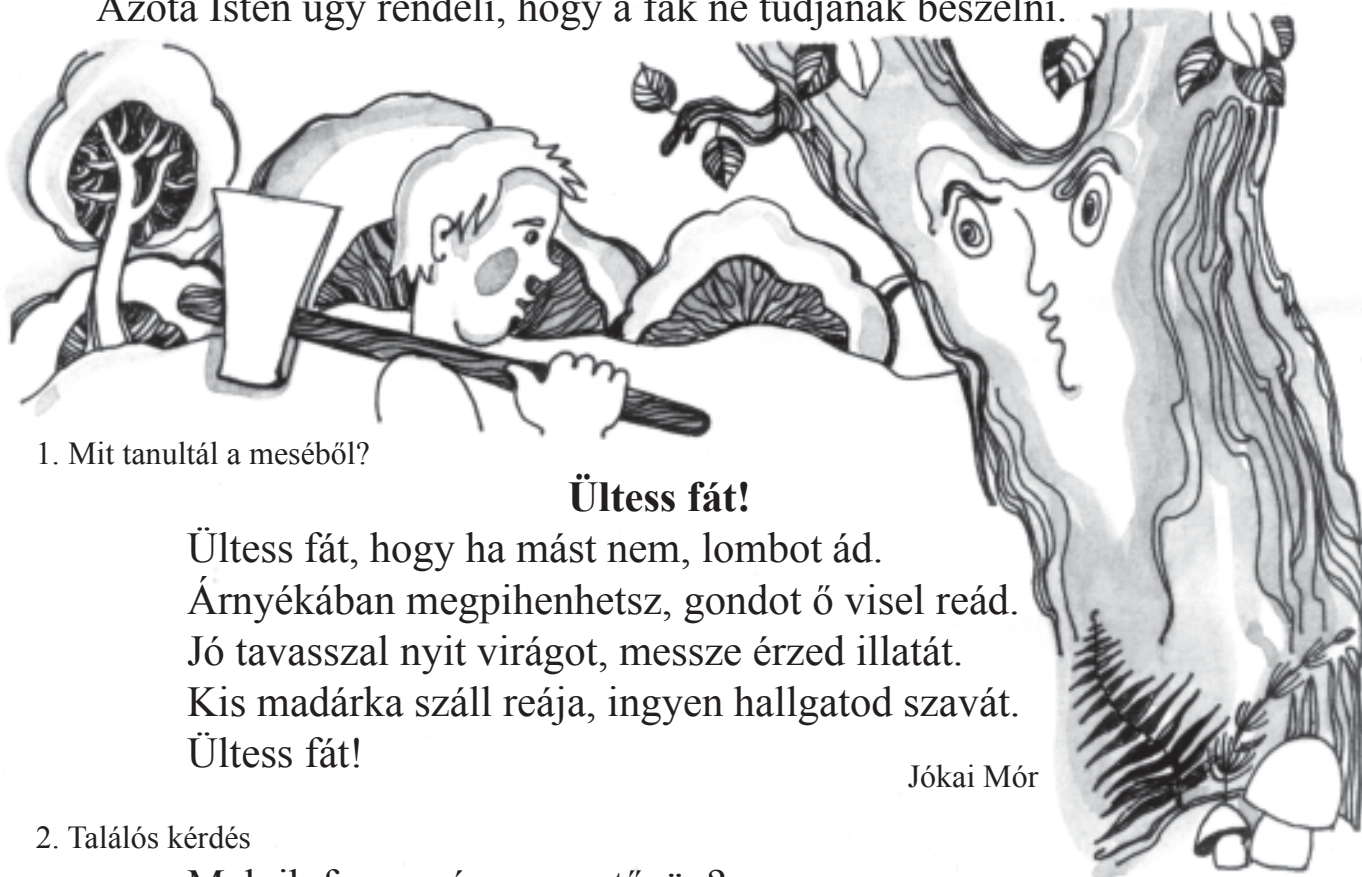 Azóta Isten úgy rendeli, hogy a fák ne tudjanak beszélni.
1. Mit tanultál a meséből?
Ültess fát!
Ültess fát, hogy ha mást nem, lombot ád.
Árnyékában megpihenhetsz, gondot ő visel reád.
Jó tavasszal nyit virágot, messze érzed illatát.
Kis madárka száll reája, ingyen hallgatod szavát.
Ültess fát!
Jókai Mór
2. Találós kérdés